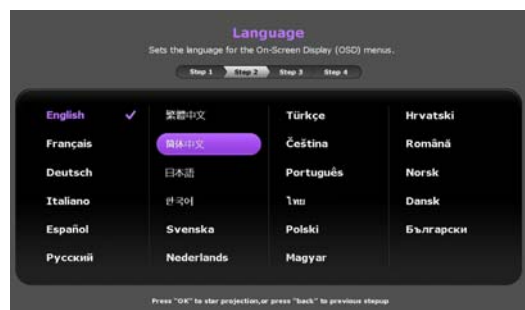 Language
Sets the language for the On-Screen Display (OSD) menus.
Step 1 Step 2 Step 3 Step 4
English 繁體中文 Türkçe Hrvatski
Français 简体中文 Čeština Română
Deutsch 日本語 Português Norsk
Italiano 한국어 ไทย Dansk
Español Svenska Polski Български
Русский Nederlands Magyar
Press "OK" to star projection,or press "back" to previous stepup